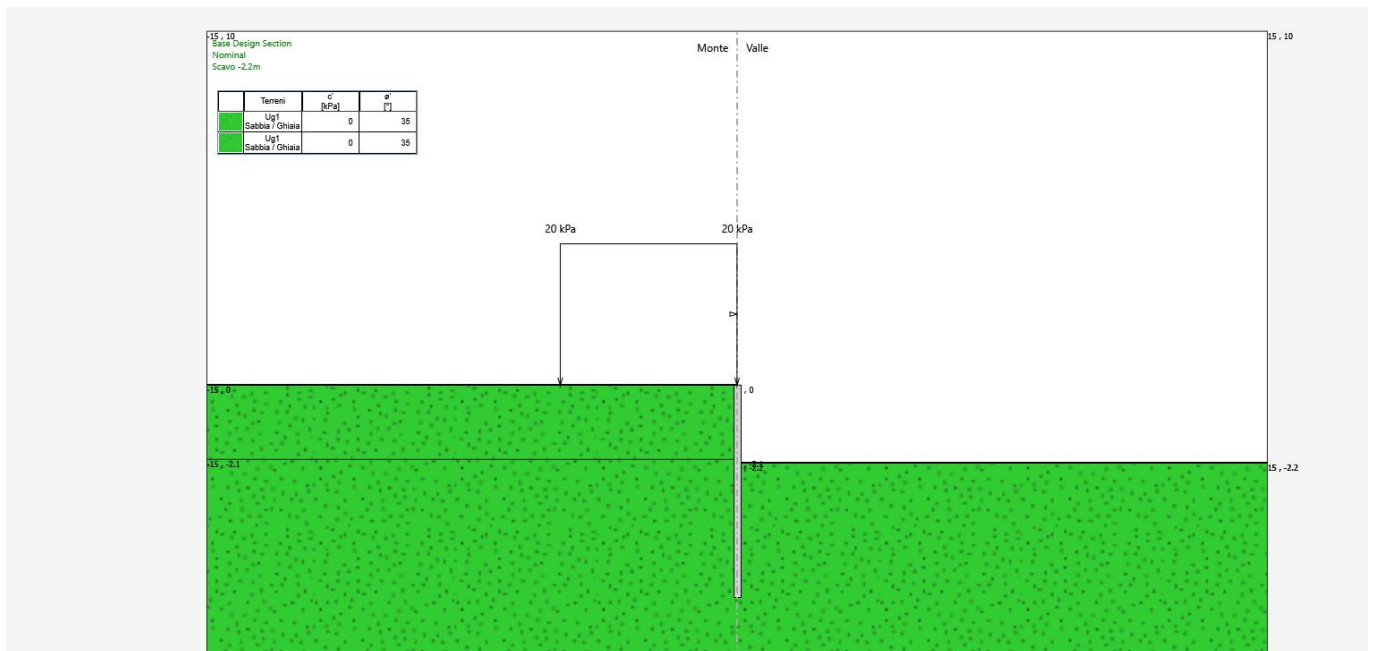 -15 , 10
Base Design Section
Nominal
Scavo -2.2m
Monte
Valle
15 , 10
Terreni
c'
[kPa]
ø'
[°]
Ug1
Sabbia / Ghiaia
0
35
Ug1
Sabbia / Ghiaia
0
35
20 kPa
20 kPa
-15 , 0
, 0
-15 , -2.1
-2.2
15 , -2.2